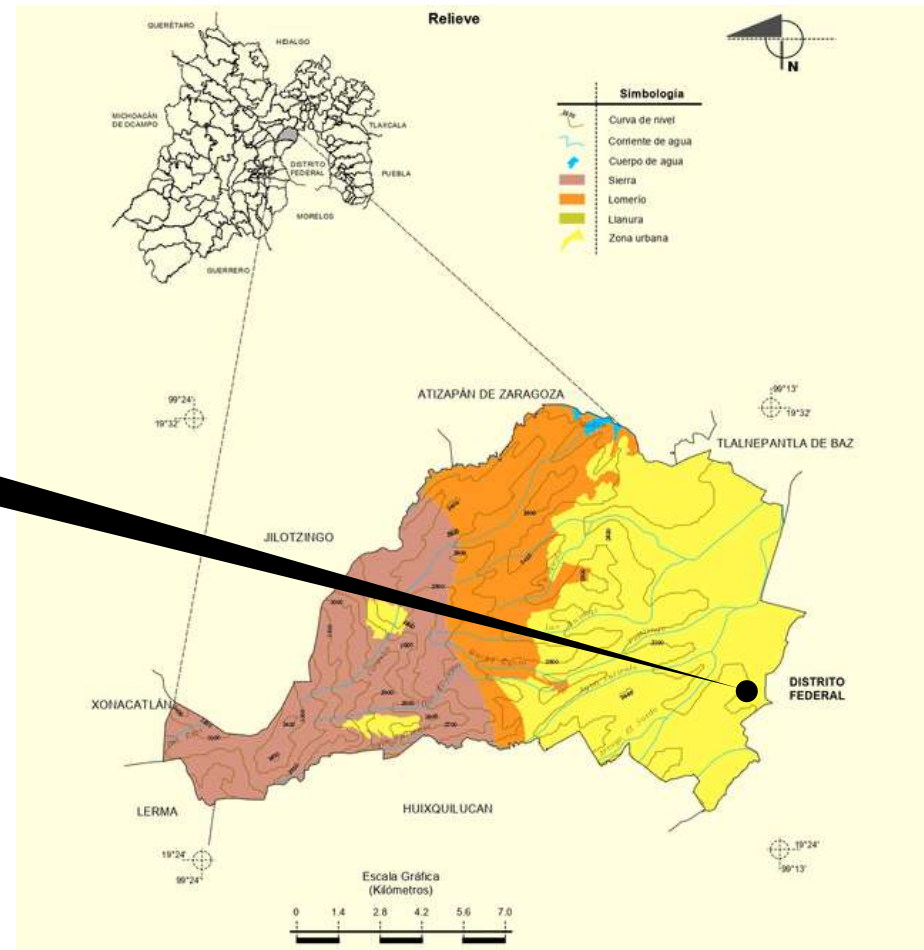 Relieve
QUERÉTARO
HIDALGO
MICHOACÁN
DE OCAMPO
TLAXCALA
DISTRITO
FEDERAL
PUEBLA
MORELOS
GUERRERO
N
Simbología
Curva de nivel
Corriente de agua
Cuerpo de agua
Sierra
Lomerío
Llanura
Zona urbana
ATIZAPÁN DE ZARAGOZA
99°24'
19°32'
99°13'
19°32'
TLALNEPANTLA DE BAZ
JILOTZINGO
XONACATLÁN
DISTRITO
FEDERAL
LERMA
HUIXQUILUCAN
19°24'
99°24'
19°24'
99°13'
Escala Gráfica
(Kilómetros)
0 1.4 2.8 4.2 5.6 7.0